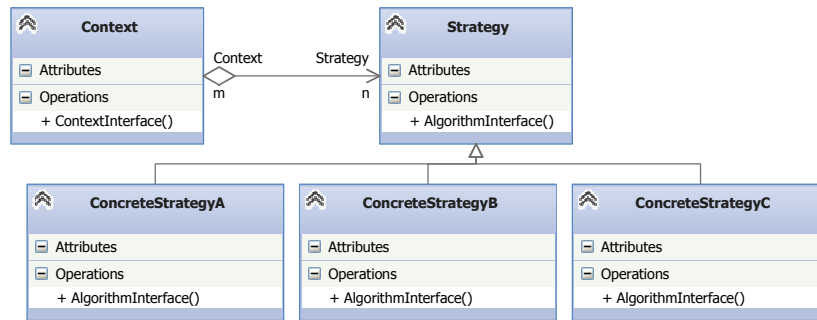 Context
Attributes
Operations
+ ContextInterface()
Context
Strategy
m
n
Strategy
Attributes
Operations
+ AlgorithmInterface()
ConcreteStrategyA
Attributes
Operations
+ AlgorithmInterface()
ConcreteStrategyB
Attributes
Operations
+ AlgorithmInterface()
ConcreteStrategyC
Attributes
Operations
+ AlgorithmInterface()